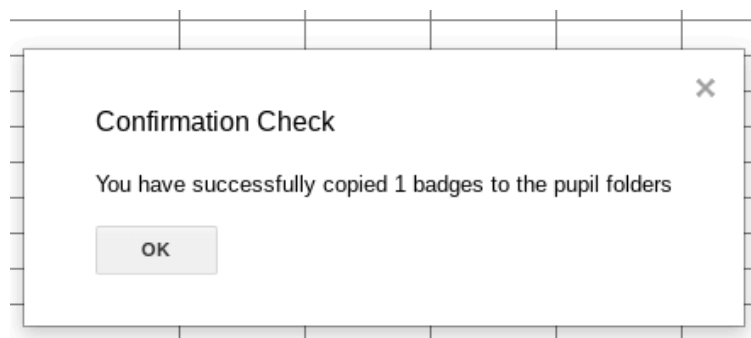 Confirmation Check
You have successfully copied 1 badges to the pupil folders
OK